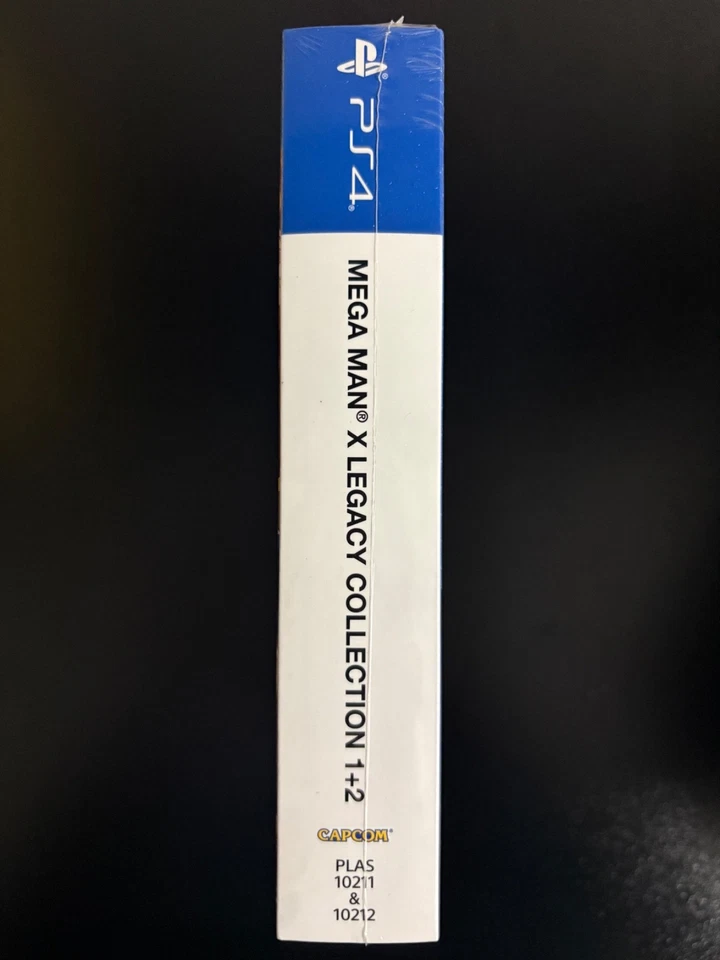 PS4®
MEGA MAN® X LEGACY COLLECTION 1+2
CAPCOM®
PLAS
10211
&
10212